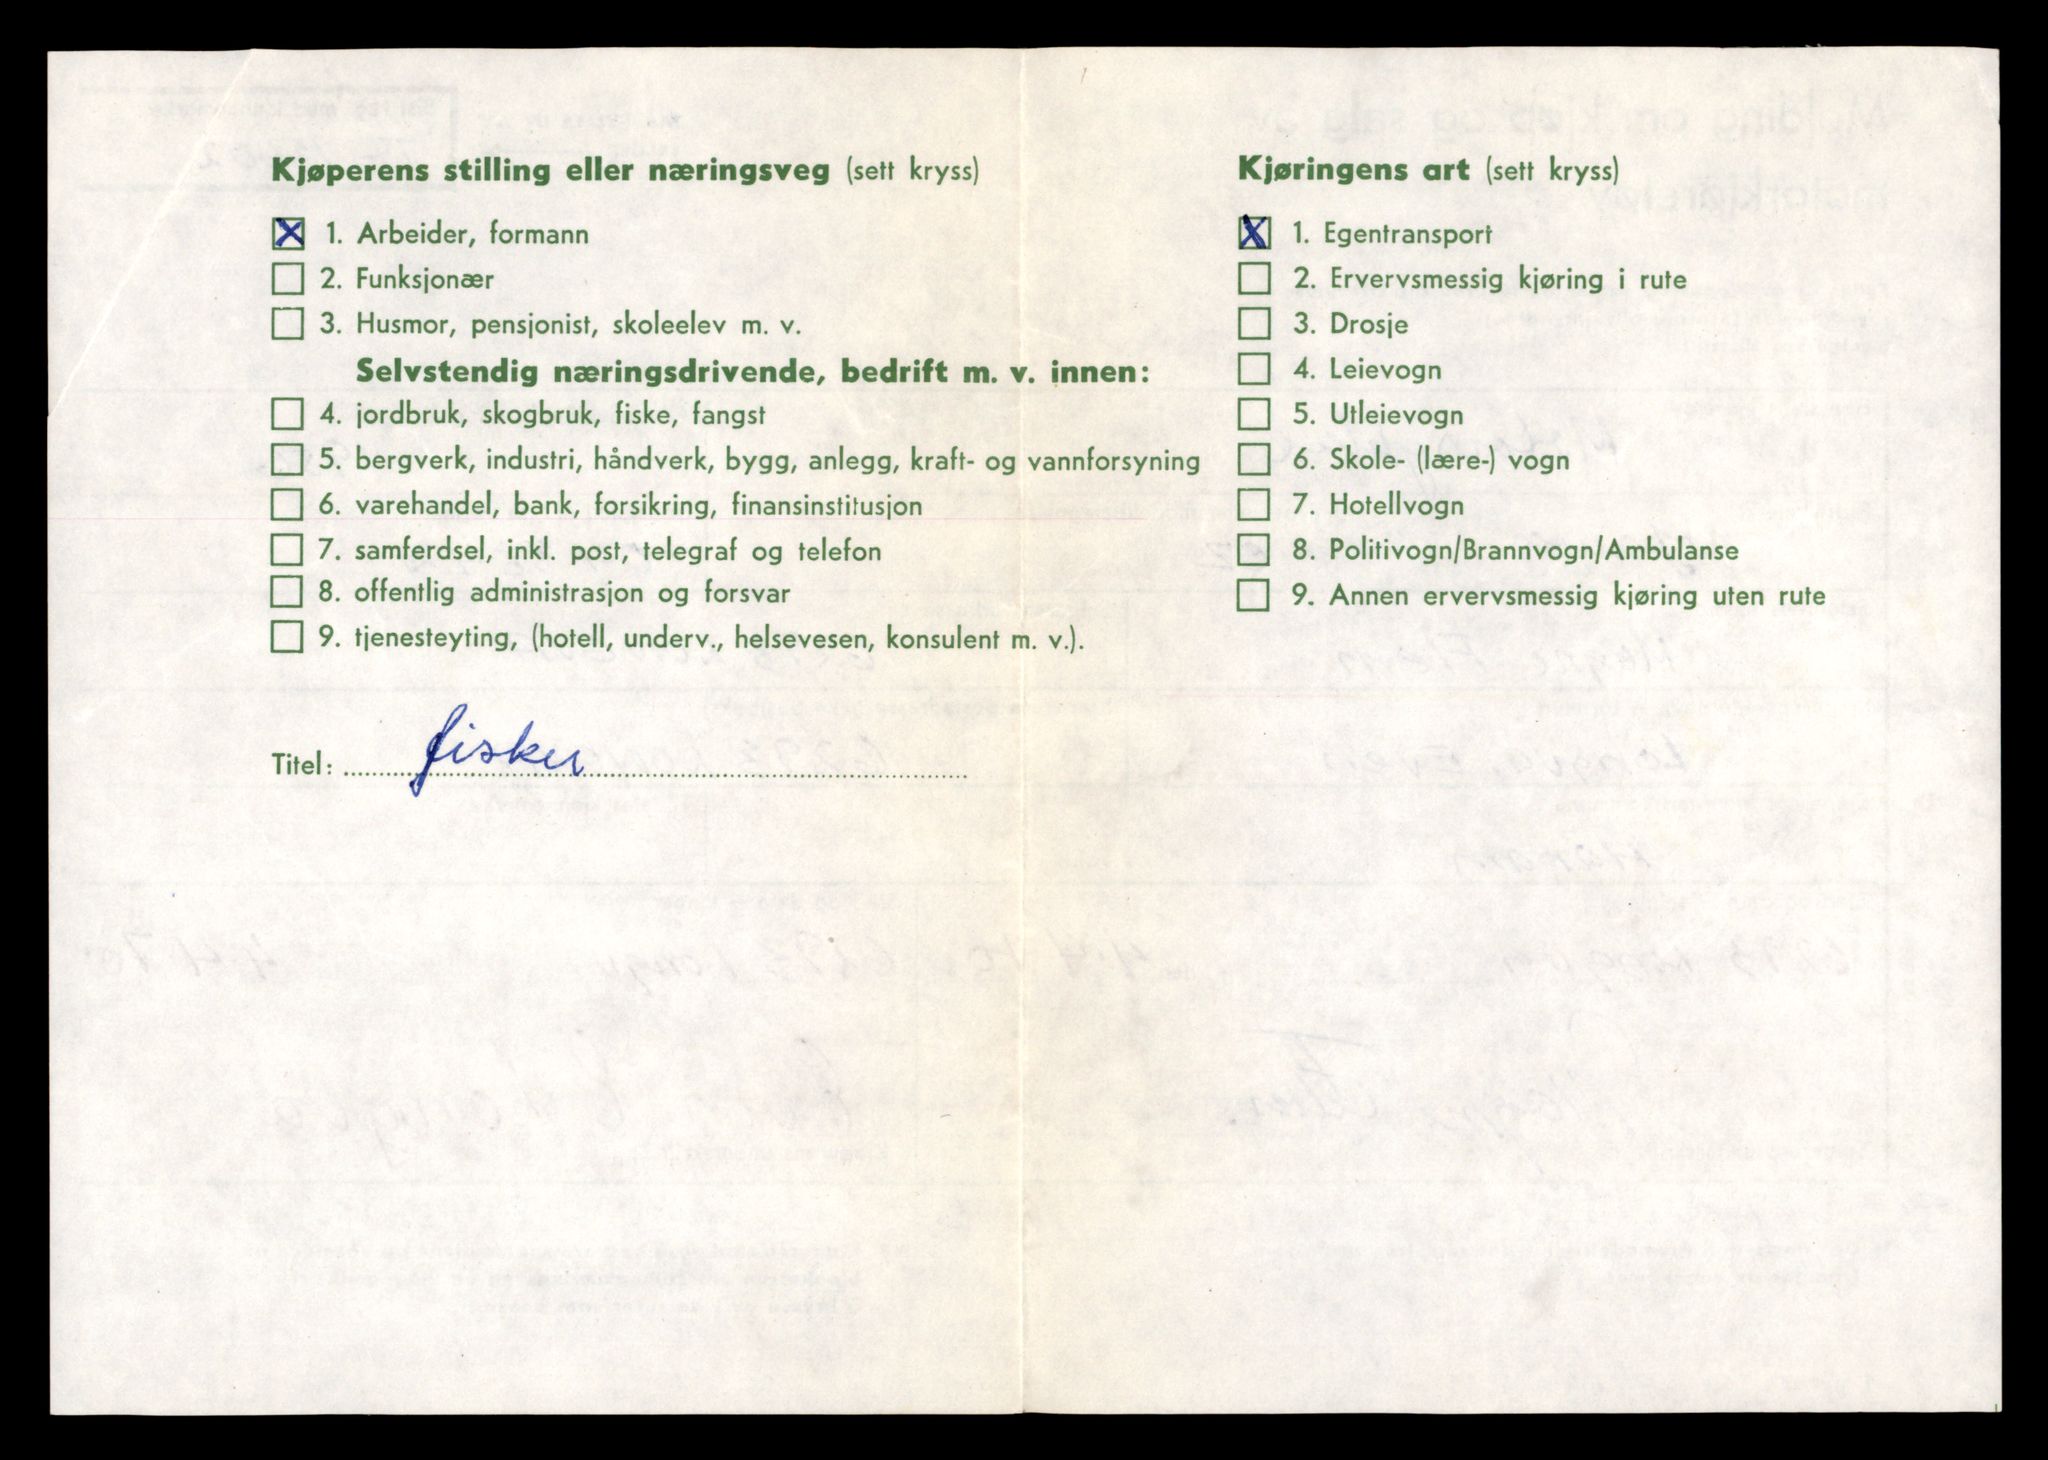 Kjøperens stilling eller næringsveg (sett kryss)
☒ 1. Arbeider, formann
☐ 2. Funksjonær
☐ 3. Husmor, pensjonist, skoleelev m. v.
Selvstendig næringsdrivende, bedrift m. v. innen:
☐ 4. jordbruk, skogbruk, fiske, fangst
☐ 5. bergverk, industri, håndverk, bygg, anlegg, kraft- og vannforsyning
☐ 6. varehandel, bank, forsikring, finansinstitusjon
☐ 7. samferdsel, inkl. post, telegraf og telefon
☐ 8. offentlig administrasjon og forsvar
☐ 9. tjenesteyting, (hotell, underv., helsevesen, konsulent m. v.).
Titel: fisker
Kjøringens art (sett kryss)
☒ 1. Egentransport
☐ 2. Ervervsmessig kjøring i rute
☐ 3. Drosje
☐ 4. Leievogn
☐ 5. Utleievogn
☐ 6. Skole- (lære-) vogn
☐ 7. Hotellvogn
☐ 8. Politivogn/Brannvogn/Ambulanse
☐ 9. Annen ervervsmessig kjøring uten rute